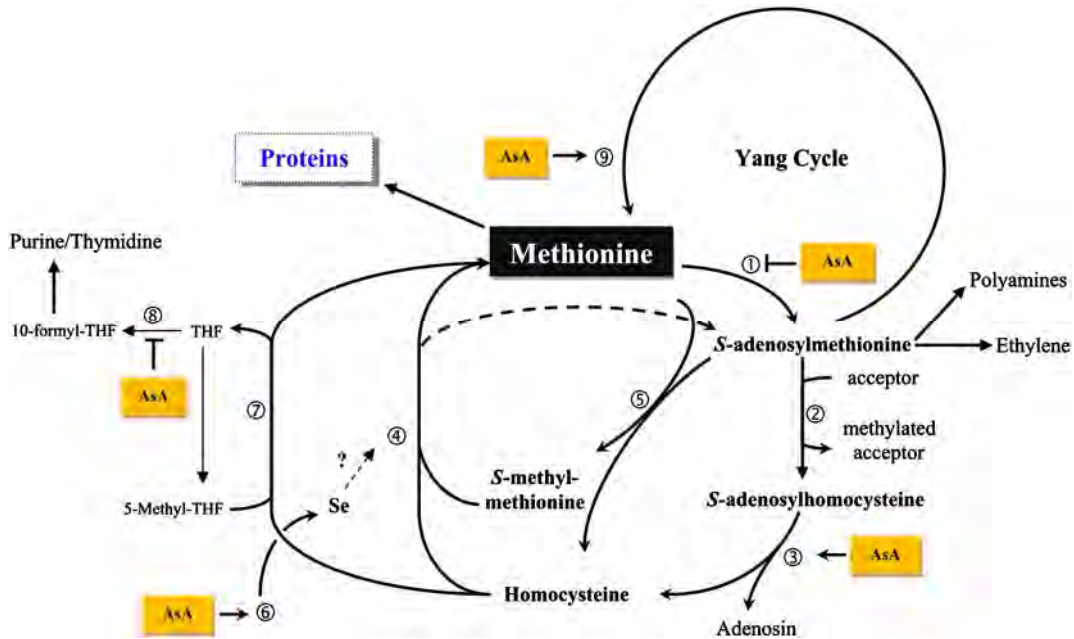 AsA
⑨
Yang Cycle
Proteins
Purine/Thymidine
Methionine
①
AsA
Polyamines
⑧
10-formyl-THF
THF
S-adenosylmethionine
Ethylene
AsA
acceptor
⑦
⑤
②
④
methylated
acceptor
?
S-methyl-
methionine
5-Methyl-THF
Se
S-adenosylhomocysteine
③
AsA
Homocysteine
AsA
⑥
Adenosin